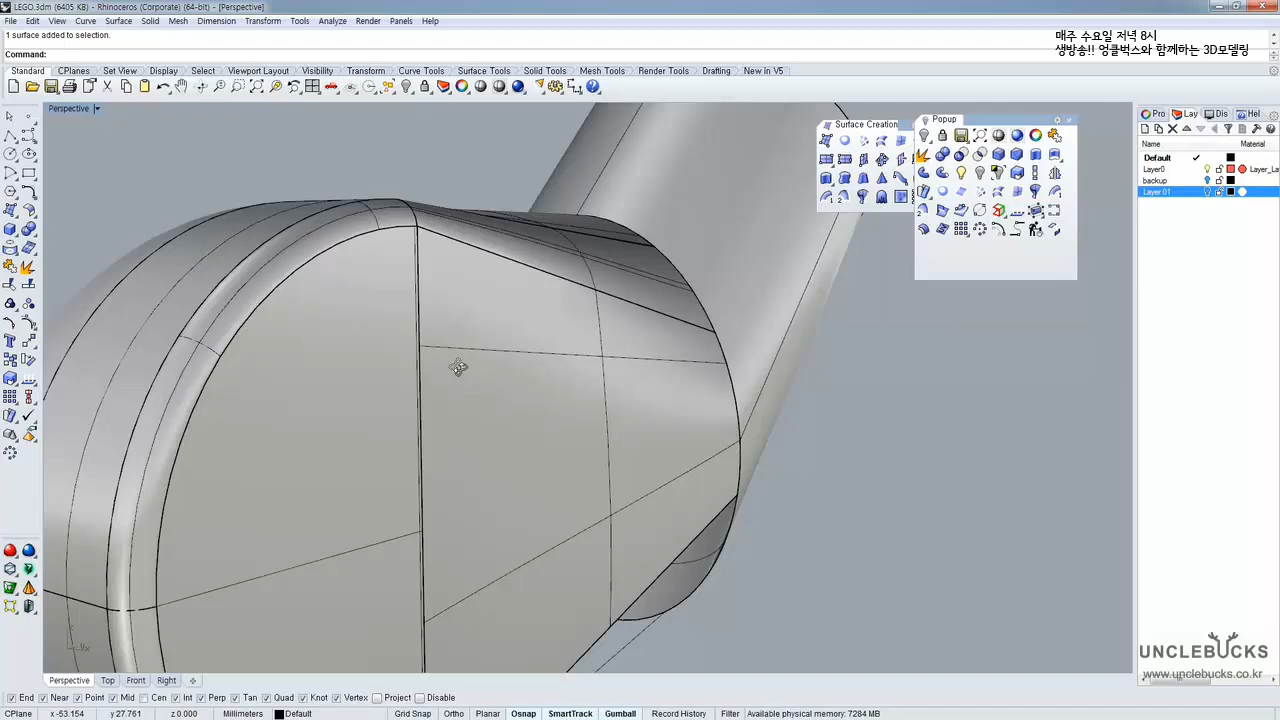 LEGO.3dm (6405 KB) - Rhinoceros (Corporate) (64-bit) - [Perspective]
File Edit View Curve Surface Solid Mesh Dimension Transform Tools Analyze Render Panels Help
1 surface added to selection.
매주 수요일 저녁 8시
생방송!! 엉클벅스와 함께하는 3D모델링
Command:
Standard CPlanes Set View Display Select Viewport Layout Visibility Transform Curve Tools Surface Tools Solid Tools Mesh Tools Render Tools Drafting New in V5
Perspective
Surface Creation
Popup
Pro Lay Dis Hel
Name Material
Default
Layer0 Layer_La
backup
Layer 01
UNCLEBUCKS
www.unclebucks.co.kr
Perspective Top Front Right
End Near Point Mid Cen Int Perp Tan Quad Knot Vertex Project Disable
CPlane x -53.154 y 27.761 z 0.000 Millimeters Default Grid Snap Ortho Planar Osnap SmartTrack Gumball Record History Filter Available physical memory: 7284 MB